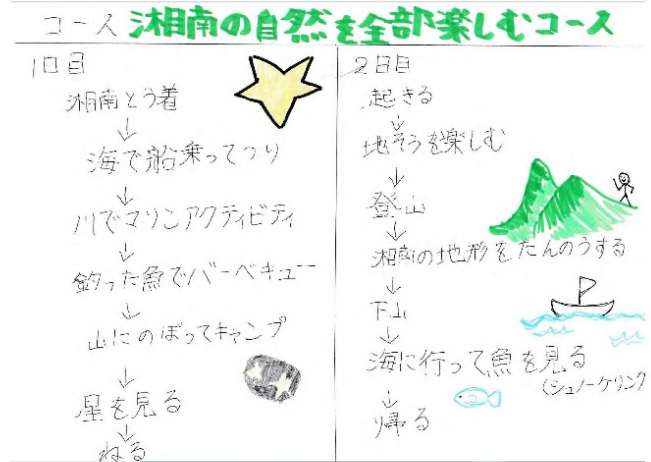 コース 湘南の自然を全部楽しむコース
1日目
湘南とう着
↓
海で船乗ってつり
↓
川でマリンアクティビティ
↓
釣った魚でバーベキュー
↓
山にのぼってキャンプ
↓
星を見る
↓
ねる
2日目
起きる
↓
地そうを楽しむ
↓
登山
↓
湘南の地形をたんのうする
↓
下山
↓
海に行って魚を見る
(シュノーケリング
↓
帰る